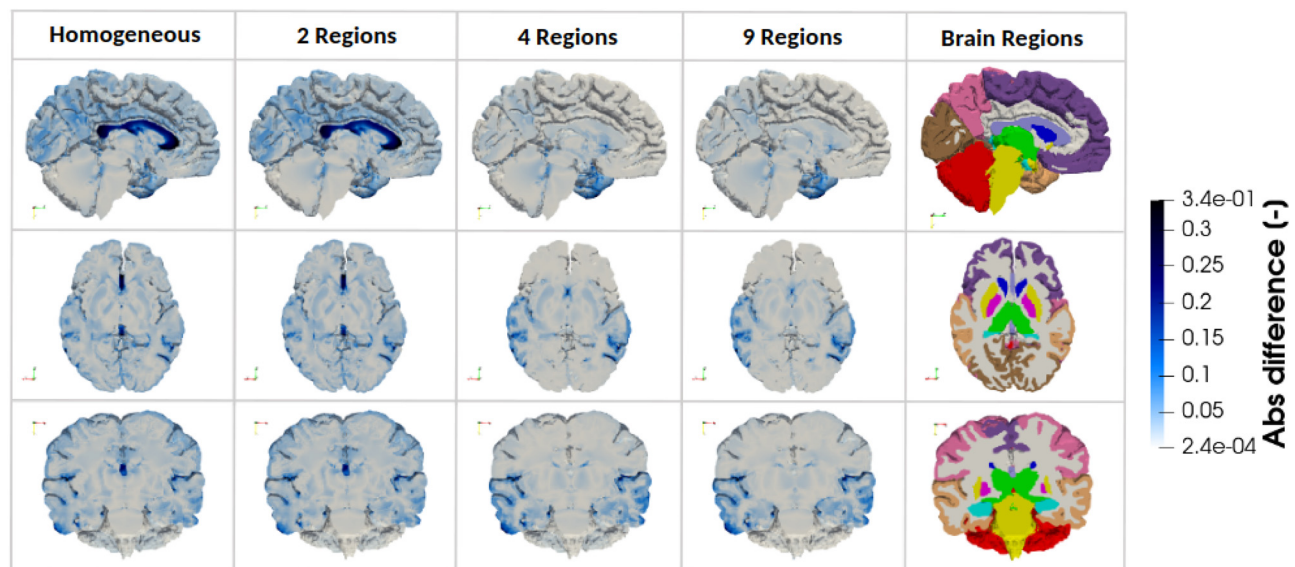 Homogeneous
2 Regions
4 Regions
9 Regions
Brain Regions
3.4e-01
0.3
0.25
0.2
0.15
0.1
0.05
2.4e-04
Abs difference (-)